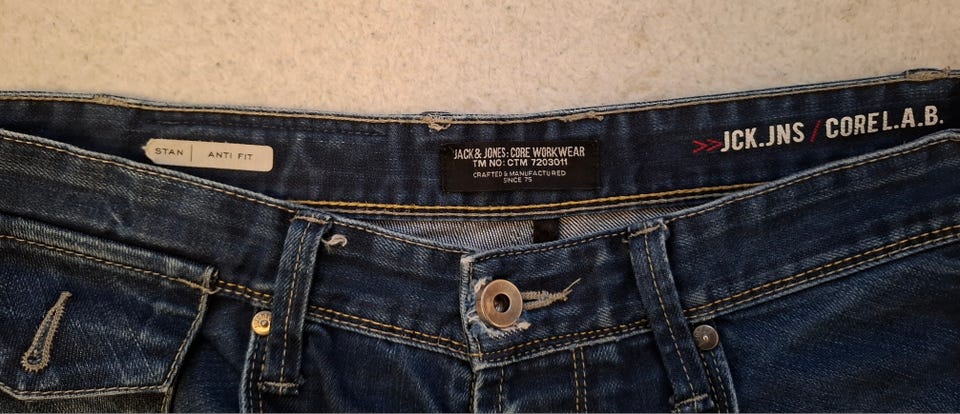 STAN | ANTI FIT
JACK & JONES: CORE WORKWEAR
TM NO: CTM 7203011
CRAFTED & MANUFACTURED
SINCE 75
>>JCK.JNS / CORE L.A.B.